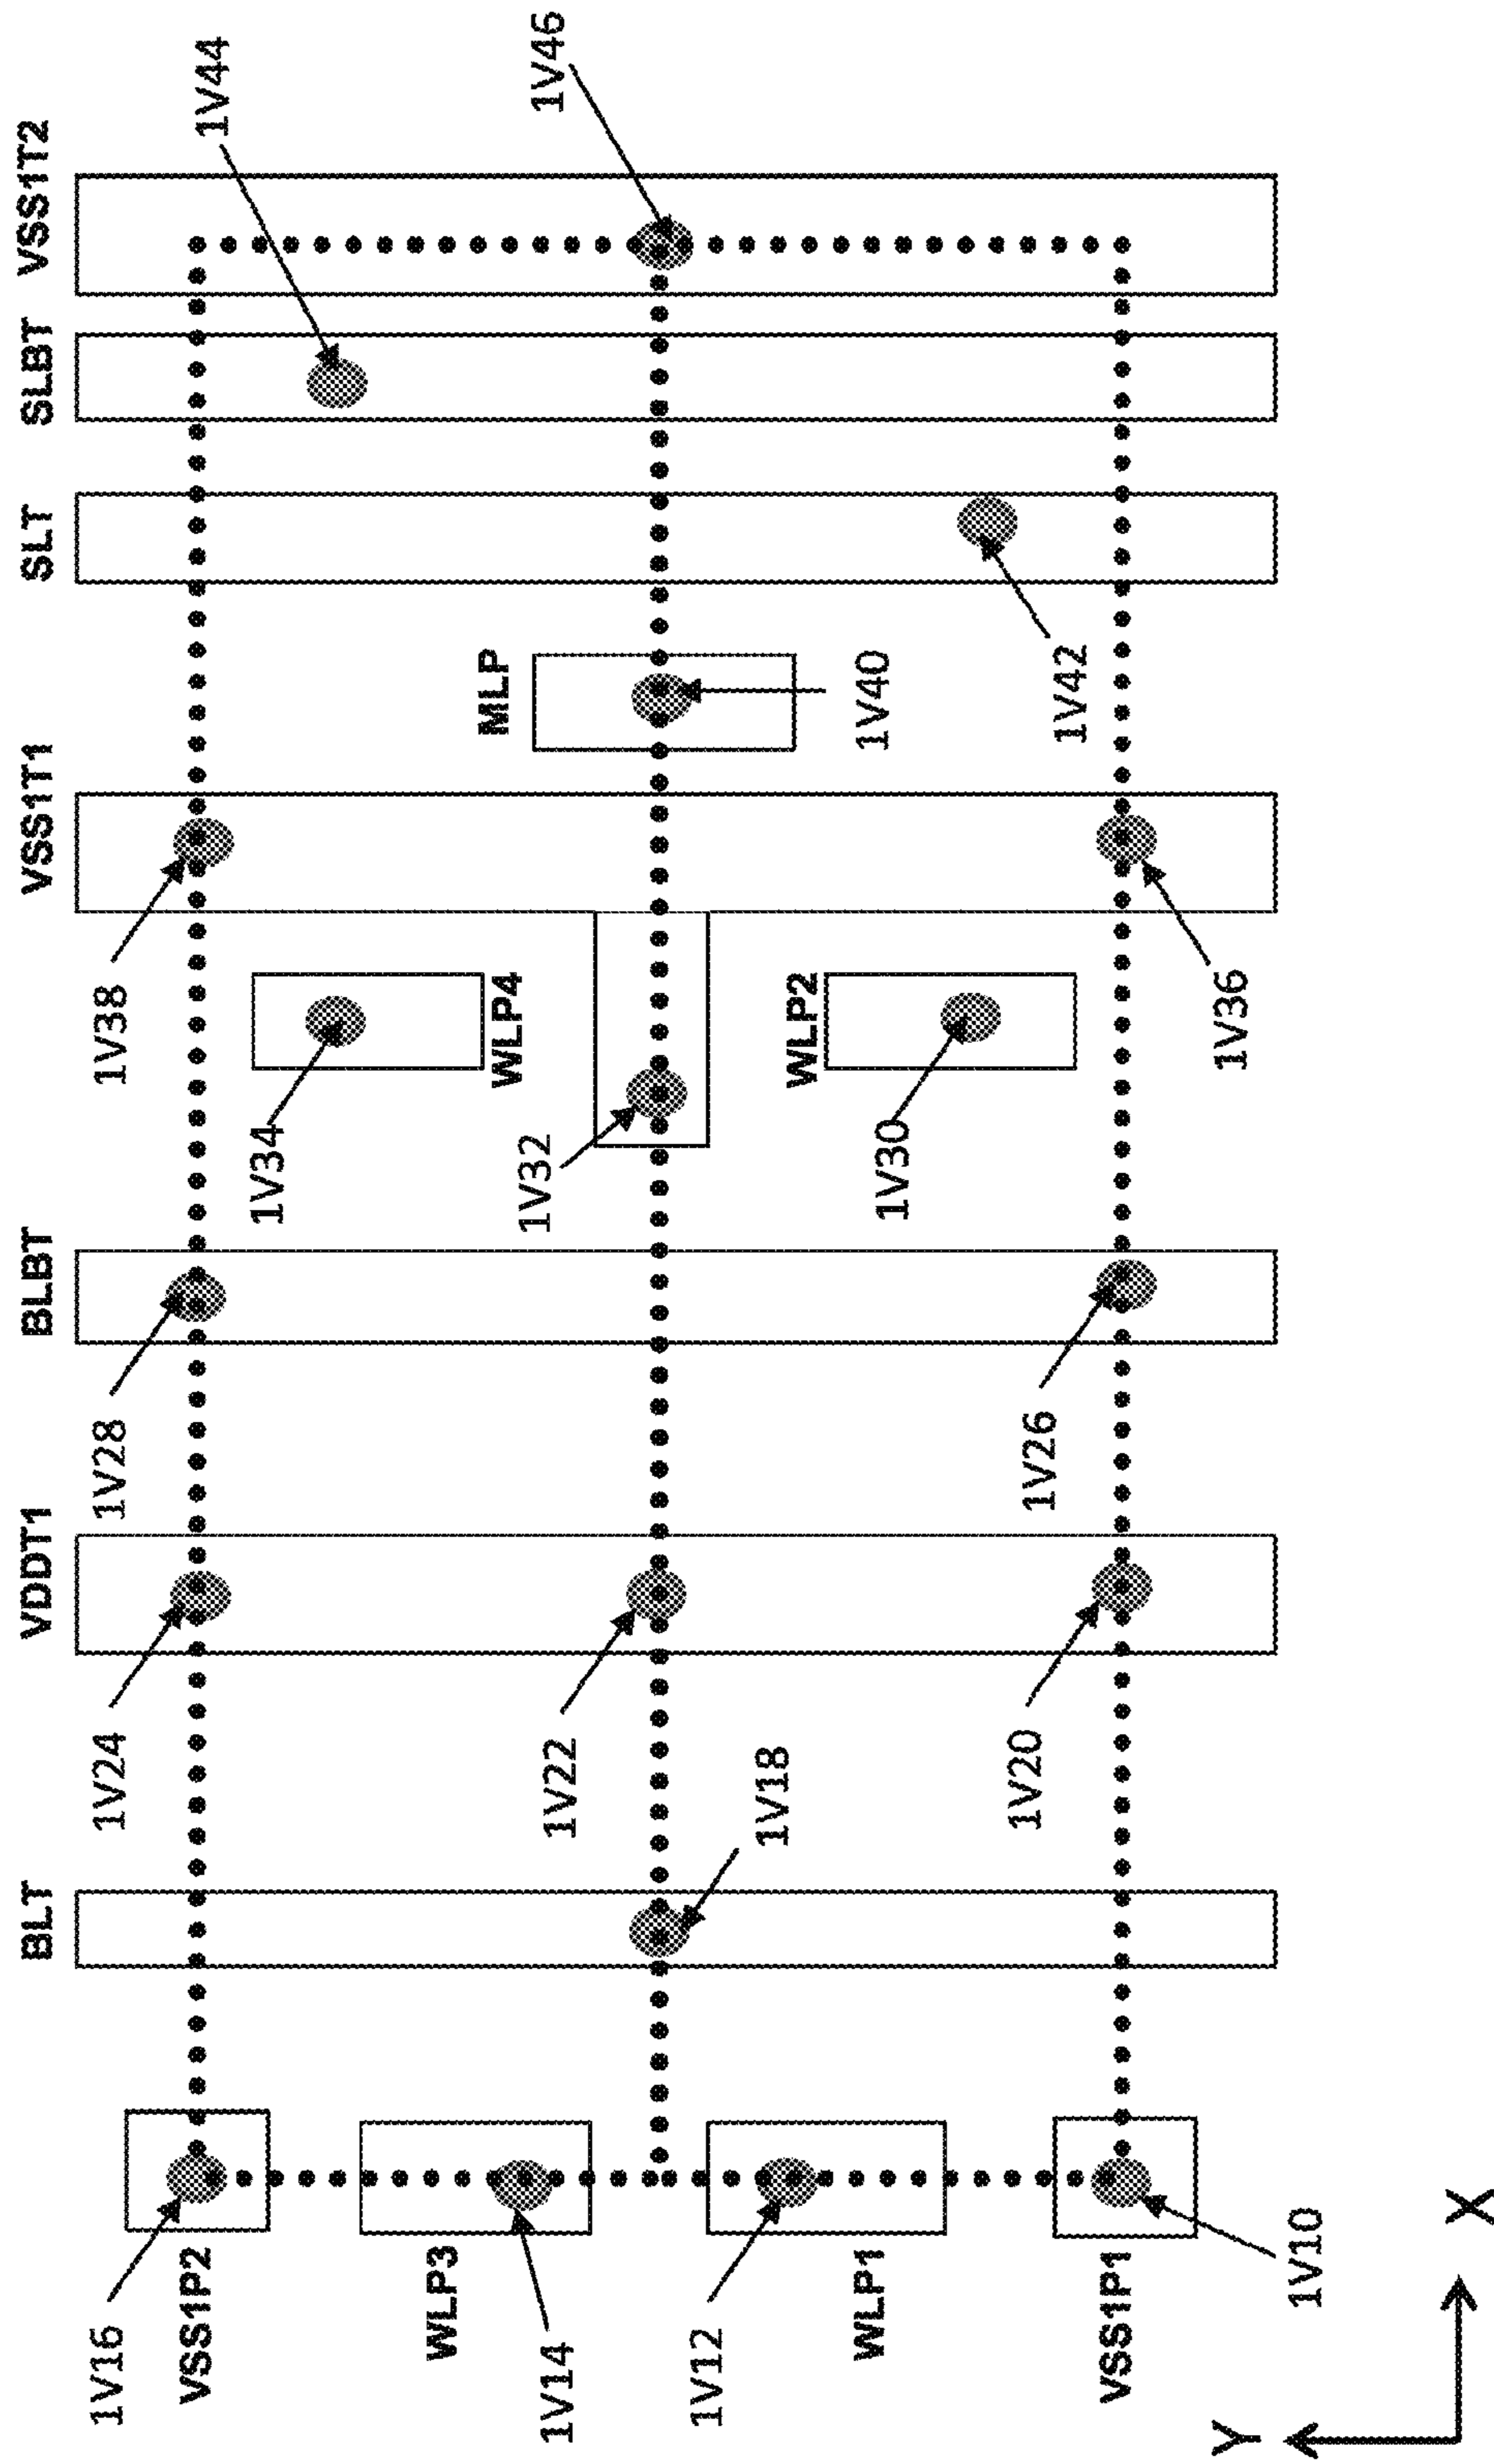 BLT
VDDT1
BLBT
VSS1T1
SLT
SLBT
VSS1T2
1V16
1V24
1V28
1V38
1V44
VSS1P2
1V34
WLP4
MLP
WLP3
1V14
1V22
1V32
1V46
1V12
1V18
WLP2
WLP1
1V30
1V40
VSS1P1
1V20
1V26
1V42
1V10
1V36
Y
X